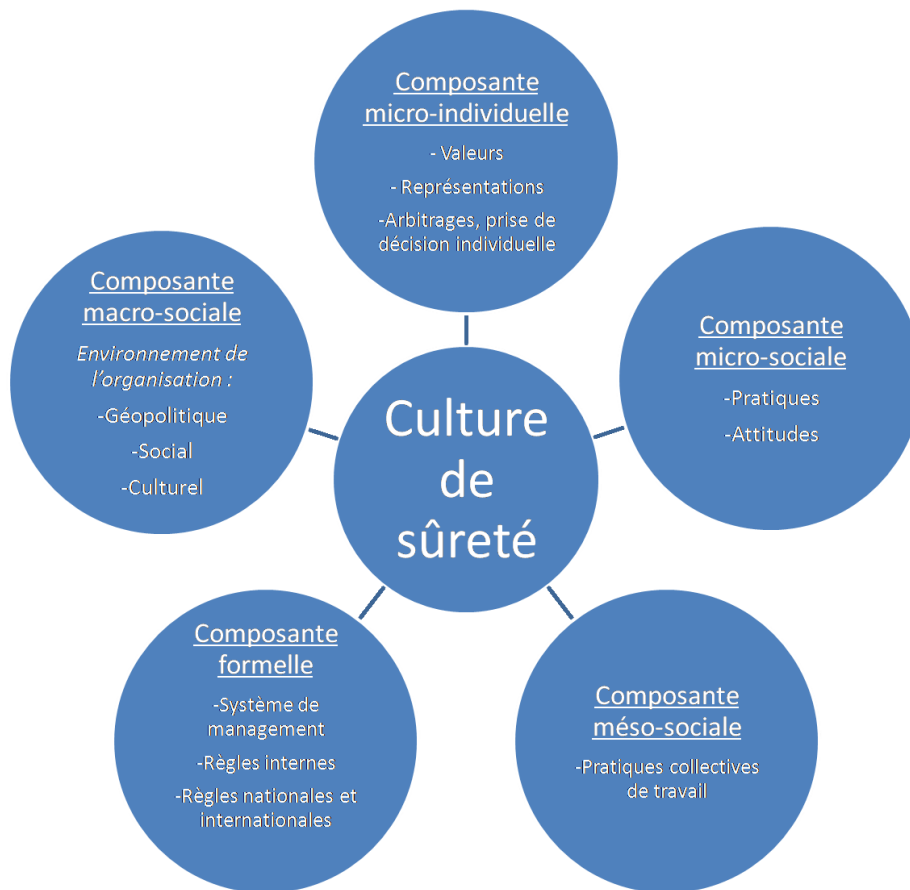 Composante
micro-individuelle
- Valeurs
- Représentations
-Arbitrages, prise de
décision individuelle
Composante
macro-sociale
Environnement de
l'organisation :
-Géopolitique
-Social
-Culturel
Composante
micro-sociale
-Pratiques
-Attitudes
Culture
de
sûreté
Composante
formelle
-Système de
management
-Règles internes
-Règles nationales et
internationales
Composante
méso-sociale
-Pratiques collectives
de travail